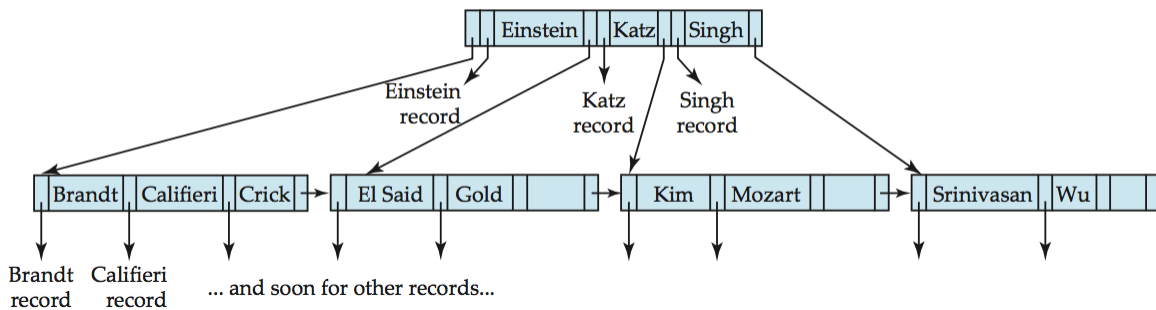 Einstein Katz Singh
Einstein
record
Katz
record
Singh
record
Brandt Califieri Crick El Said Gold Kim Mozart Srinivasan Wu
Brandt
record
Califieri
record
... and soon for other records...